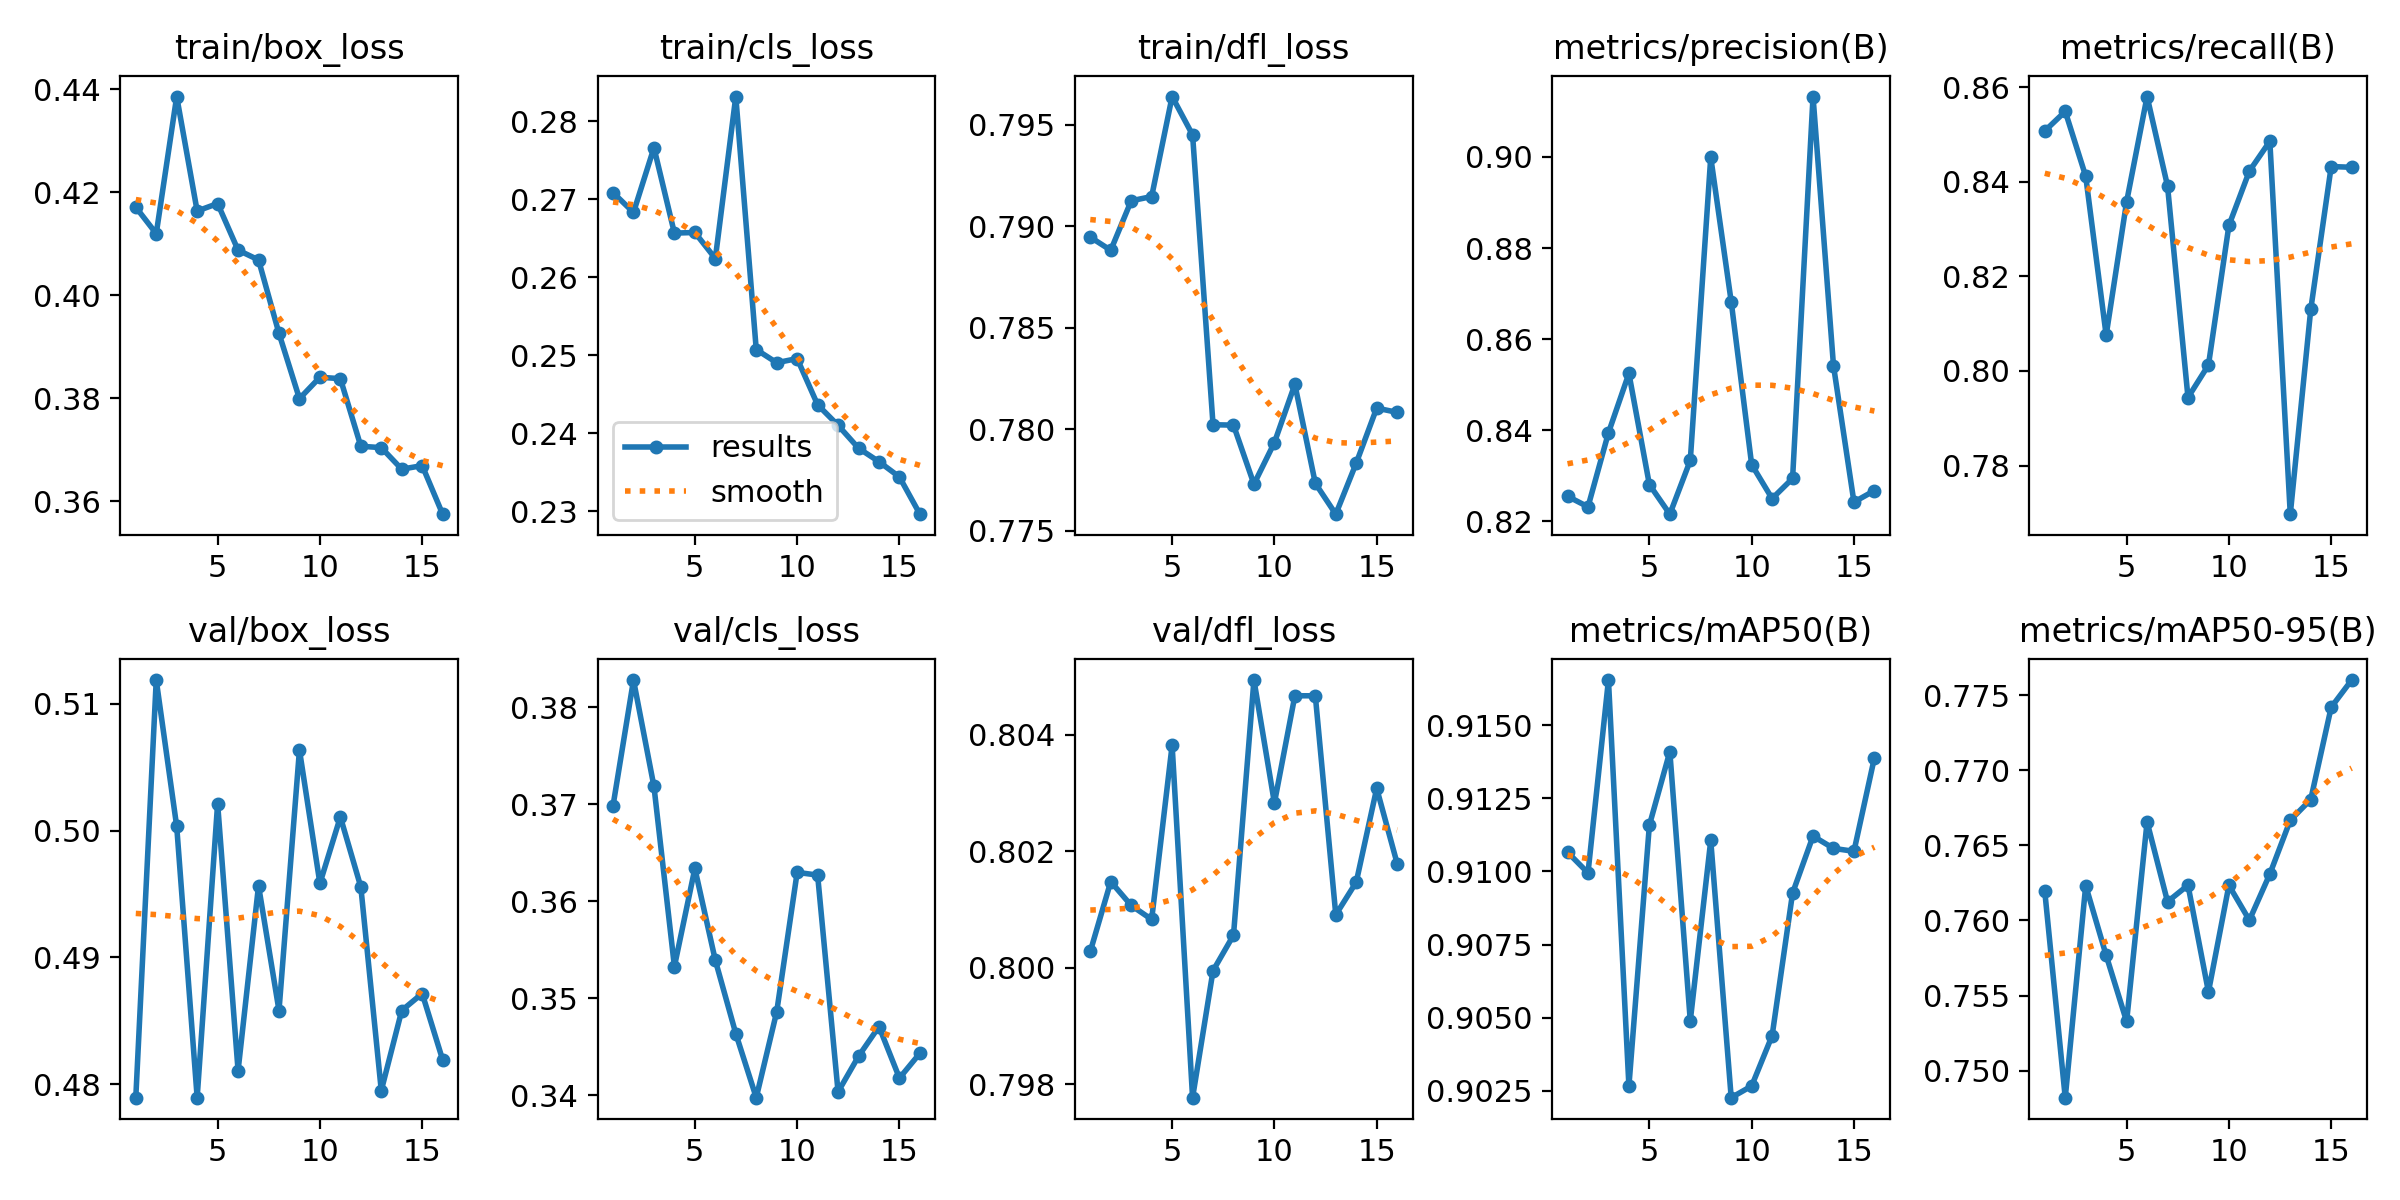 train/box_loss
0.44
0.42
0.40
0.38
0.36
5 10 15
train/cls_loss
0.28
0.27
0.26
0.25
0.24
0.23
results
smooth
5 10 15
train/dfl_loss
0.795
0.790
0.785
0.780
0.775
5 10 15
metrics/precision(B)
0.90
0.88
0.86
0.84
0.82
5 10 15
metrics/recall(B)
0.86
0.84
0.82
0.80
0.78
5 10 15
val/box_loss
0.51
0.50
0.49
0.48
5 10 15
val/cls_loss
0.38
0.37
0.36
0.35
0.34
5 10 15
val/dfl_loss
0.804
0.802
0.800
0.798
5 10 15
metrics/mAP50(B)
0.9150
0.9125
0.9100
0.9075
0.9050
0.9025
5 10 15
metrics/mAP50-95(B)
0.775
0.770
0.765
0.760
0.755
0.750
5 10 15